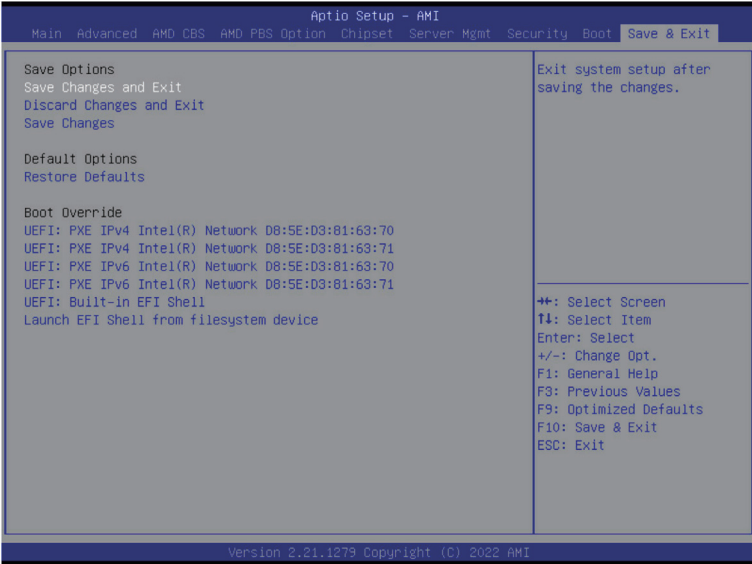 Aptio Setup – AMI
Main Advanced AMD CBS AMD PBS Option Chipset Server Mgmt Security Boot Save & Exit
Save Options
Save Changes and Exit
Discard Changes and Exit
Save Changes
Default Options
Restore Defaults
Boot Override
UEFI: PXE IPv4 Intel(R) Network D8:5E:D3:81:63:70
UEFI: PXE IPv4 Intel(R) Network D8:5E:D3:81:63:71
UEFI: PXE IPv6 Intel(R) Network D8:5E:D3:81:63:70
UEFI: PXE IPv6 Intel(R) Network D8:5E:D3:81:63:71
UEFI: Built-in EFI Shell
Launch EFI Shell from filesystem device
Exit system setup after
saving the changes.
→←: Select Screen
↑↓: Select Item
Enter: Select
+/-: Change Opt.
F1: General Help
F3: Previous Values
F9: Optimized Defaults
F10: Save & Exit
ESC: Exit
Version 2.21.1279 Copyright (C) 2022 AMI